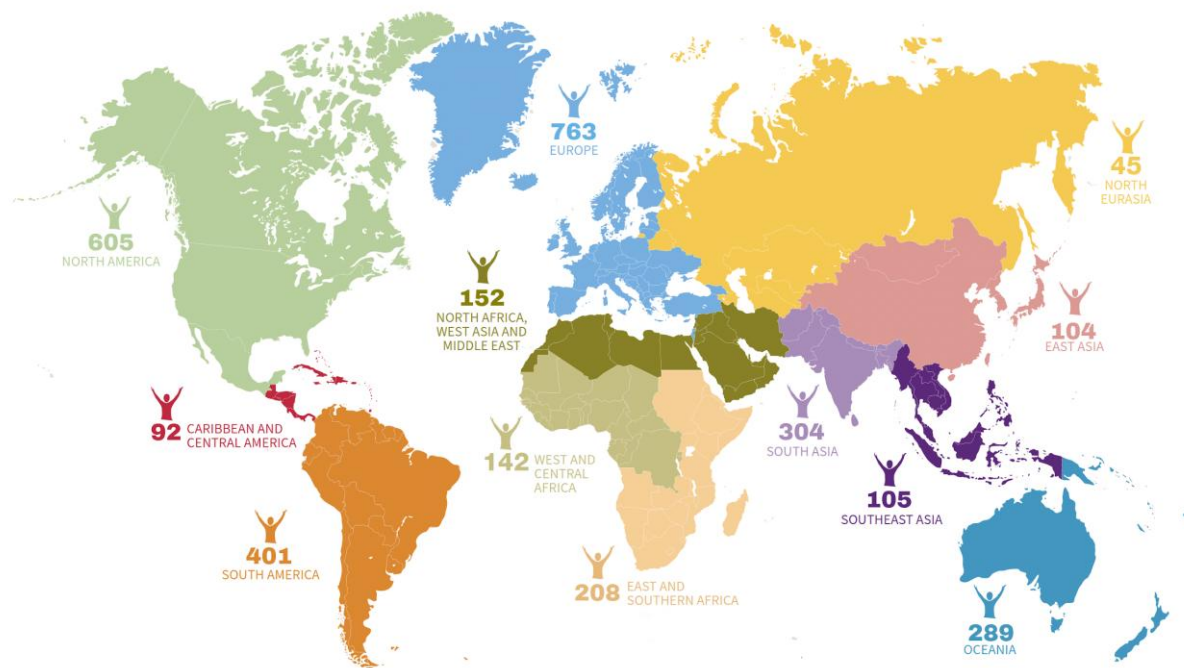 763
EUROPE
45
NORTH
EURASIA
605
NORTH AMERICA
152
NORTH AFRICA,
WEST ASIA AND
MIDDLE EAST
104
EAST ASIA
92
CARIBBEAN AND
CENTRAL AMERICA
142
WEST AND
CENTRAL
AFRICA
304
SOUTH ASIA
105
SOUTHEAST ASIA
401
SOUTH AMERICA
208
EAST AND
SOUTHERN AFRICA
289
OCEANIA